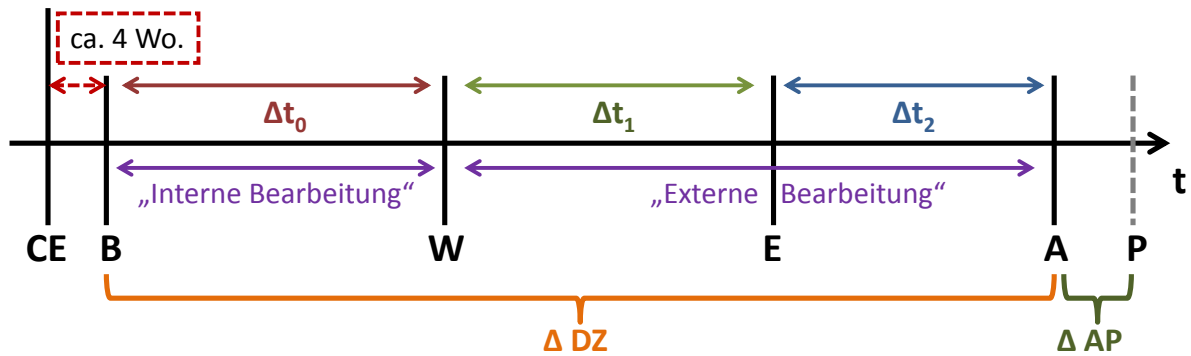 ca. 4 Wo.
Δt₀
Δt₁
Δt₂
„Interne Bearbeitung“
„Externe Bearbeitung“
t
CE
B
W
E
A
P
Δ DZ
Δ AP